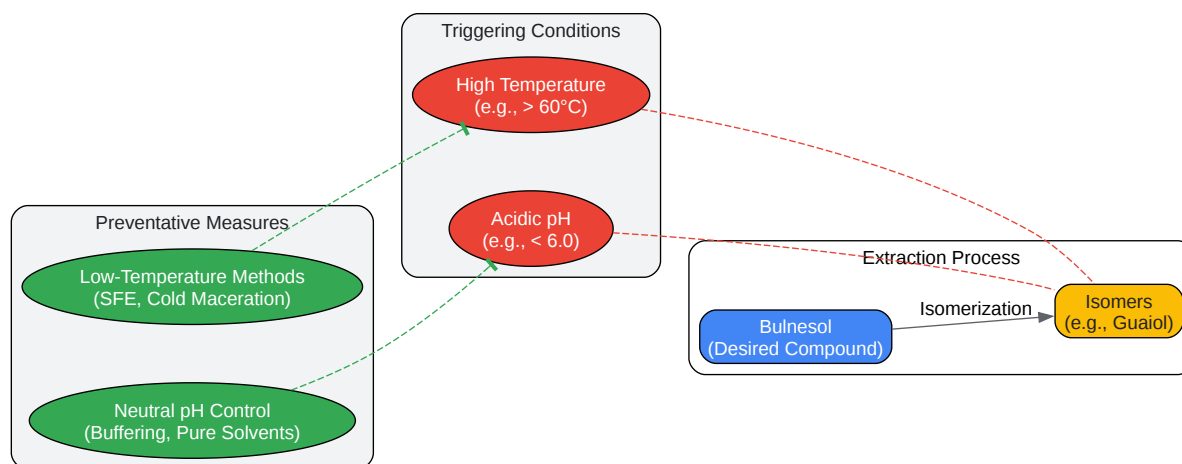 Triggering Conditions
High Temperature
(e.g., > 60°C)
Acidic pH
(e.g., < 6.0)
Preventative Measures
Low-Temperature Methods
(SFE, Cold Maceration)
Neutral pH Control
(Buffering, Pure Solvents)
Extraction Process
Bulnesol
(Desired Compound)
Isomerization
Isomers
(e.g., Guaiol)